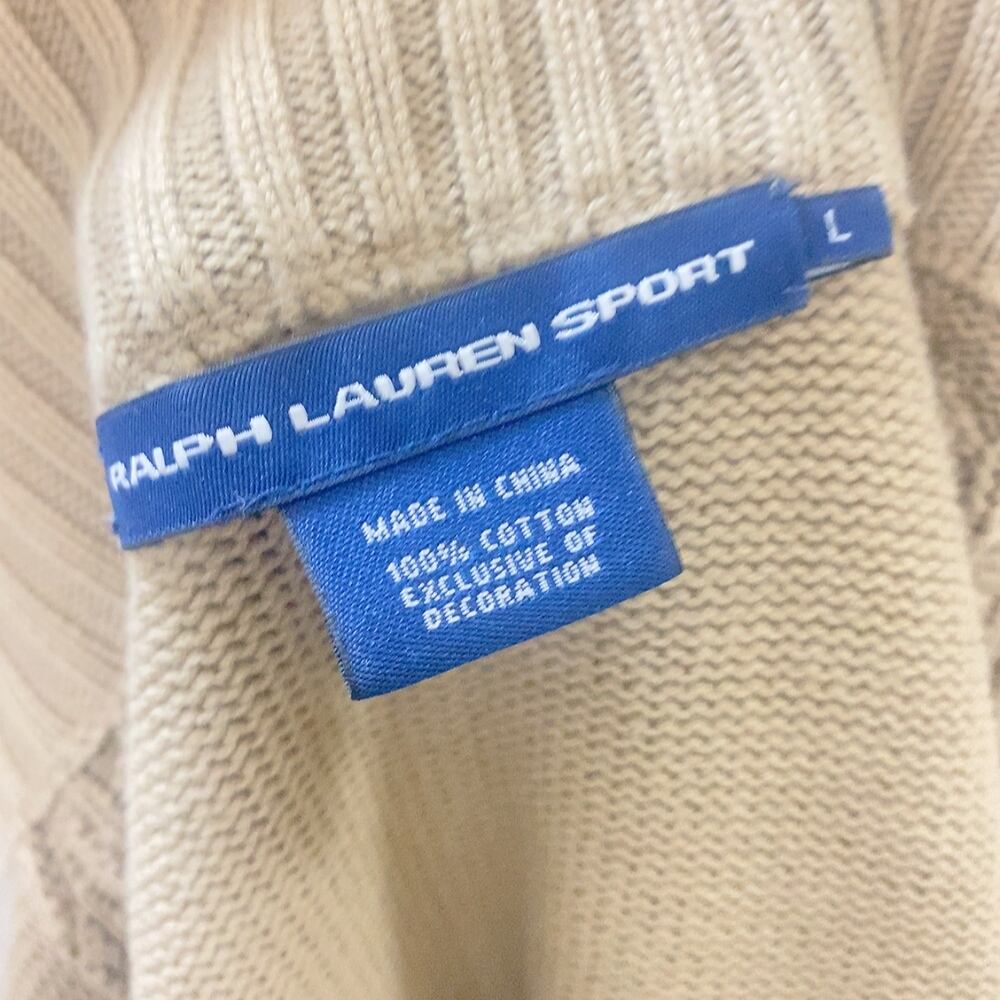 RALPH LAUREN SPORT
L
MADE IN CHINA
100% COTTON
EXCLUSIVE OF
DECORATION